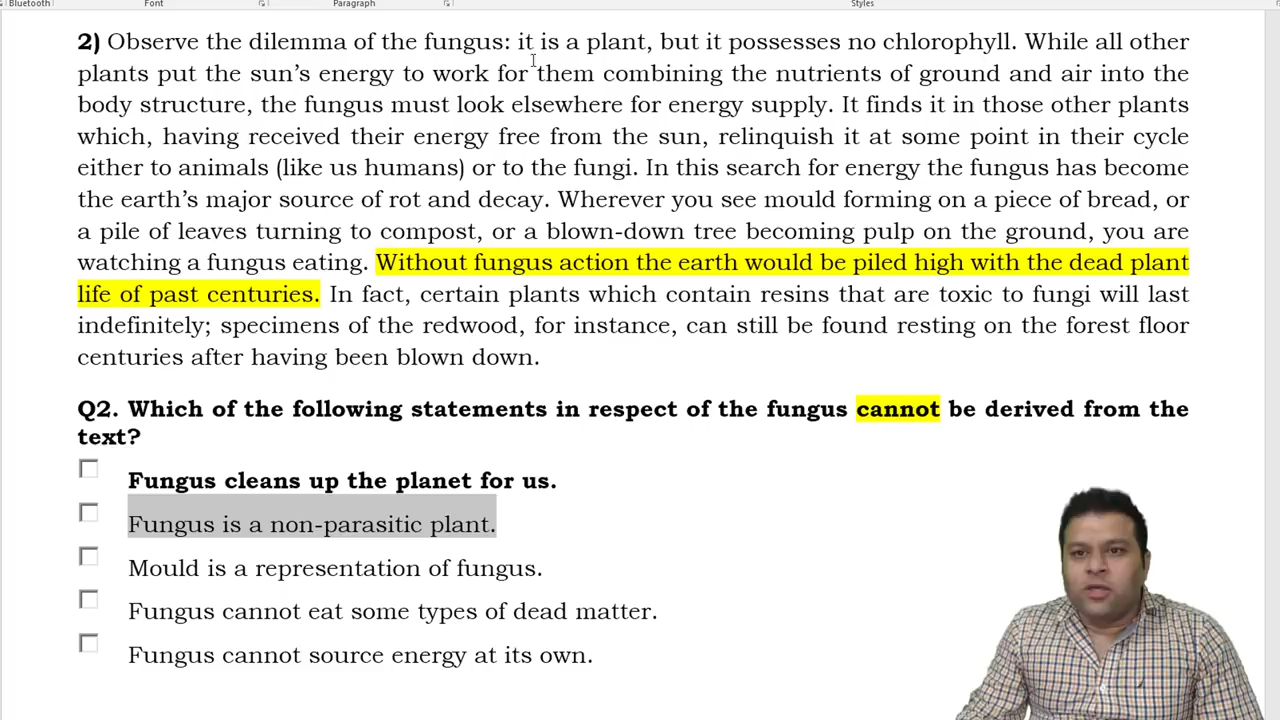 Bluetooth Font Paragraph Styles
2) Observe the dilemma of the fungus: it is a plant, but it possesses no chlorophyll. While all other
plants put the sun’s energy to work for them combining the nutrients of ground and air into the
body structure, the fungus must look elsewhere for energy supply. It finds it in those other plants
which, having received their energy free from the sun, relinquish it at some point in their cycle
either to animals (like us humans) or to the fungi. In this search for energy the fungus has become
the earth’s major source of rot and decay. Wherever you see mould forming on a piece of bread, or
a pile of leaves turning to compost, or a blown-down tree becoming pulp on the ground, you are
watching a fungus eating. Without fungus action the earth would be piled high with the dead plant
life of past centuries. In fact, certain plants which contain resins that are toxic to fungi will last
indefinitely; specimens of the redwood, for instance, can still be found resting on the forest floor
centuries after having been blown down.
Q2. Which of the following statements in respect of the fungus cannot be derived from the
text?
Fungus cleans up the planet for us.
Fungus is a non-parasitic plant.
Mould is a representation of fungus.
Fungus cannot eat some types of dead matter.
Fungus cannot source energy at its own.